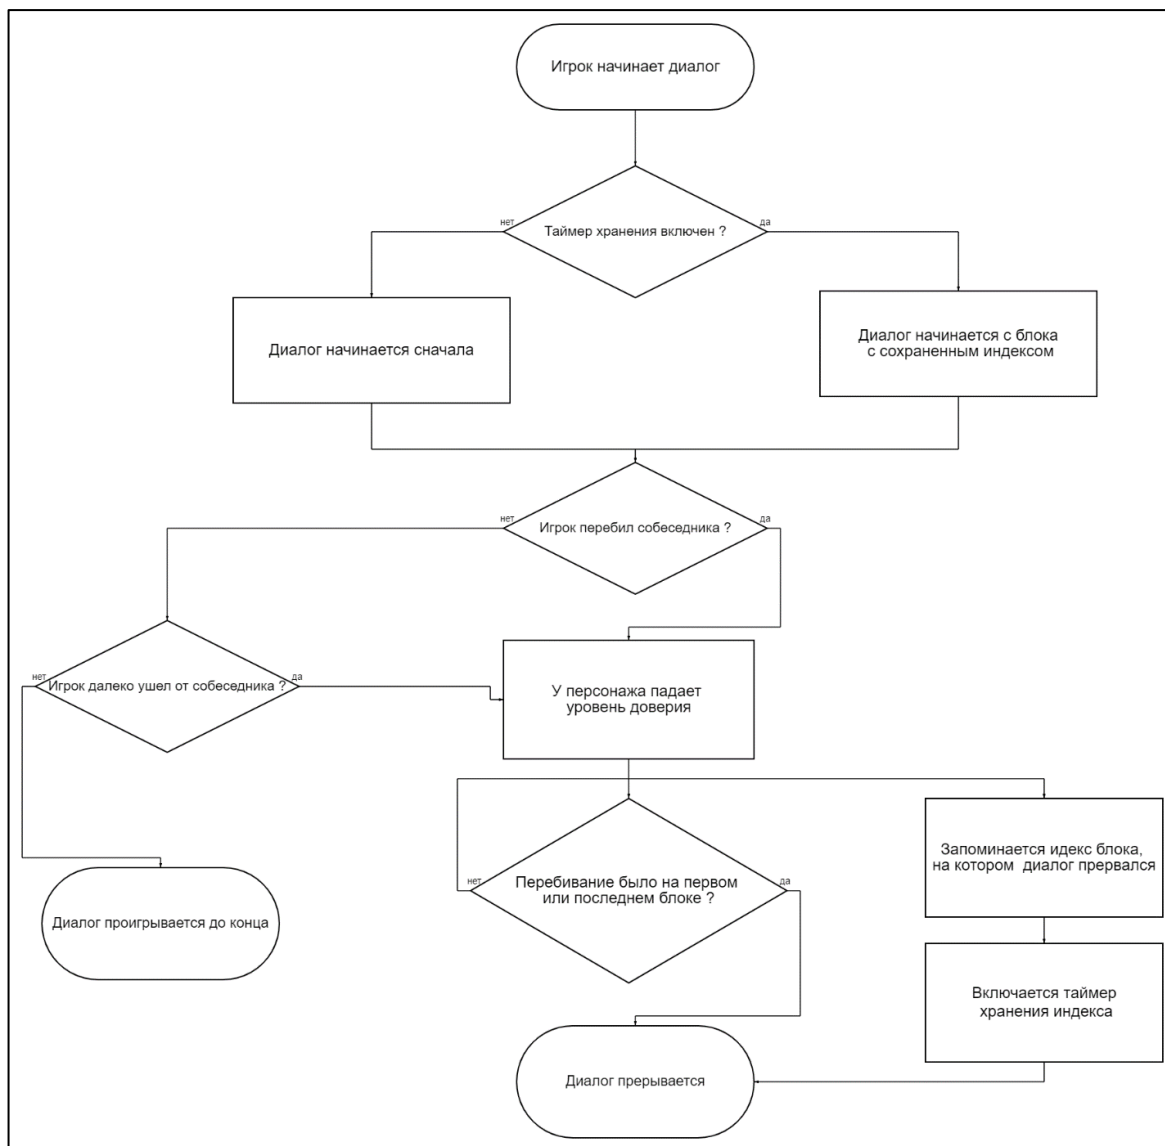 Игрок начинает диалог
нет
Таймер хранения включен ?
да
Диалог начинается сначала
Диалог начинается с блока
с сохраненным индексом
нет
Игрок перебил собеседника ?
да
нет
Игрок далеко ушел от собеседника ?
да
У персонажа падает
уровень доверия
Диалог проигрывается до конца
нет
Перебивание было на первом
или последнем блоке ?
да
Запоминается идекс блока,
на котором диалог прервался
Включается таймер
хранения индекса
Диалог прерывается